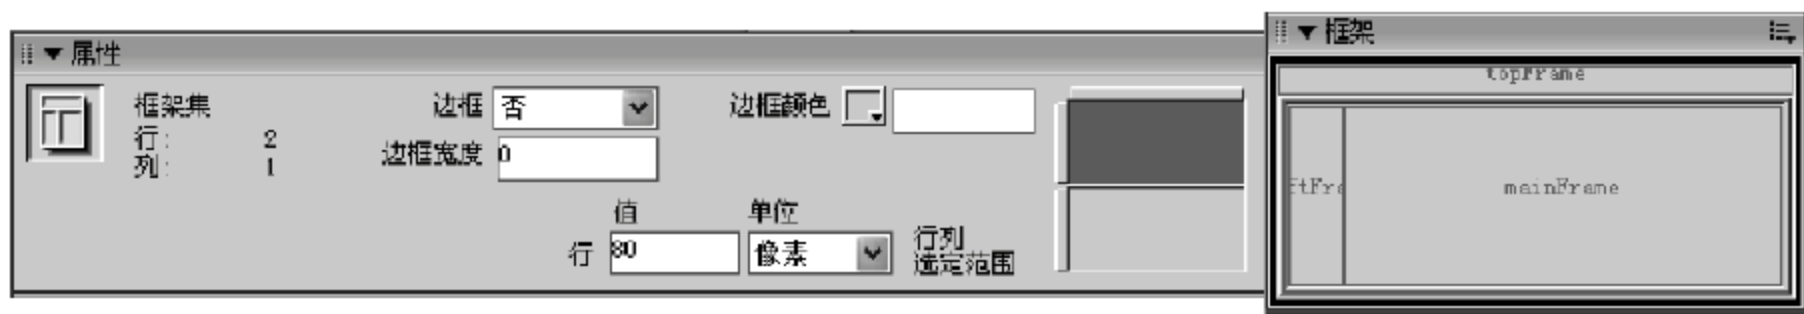 属性
框架集
行: 2
列: 1
边框 否
边框宽度 0
边框颜色
值 单位
行 80 像素
行列
选定范围
框架
topFrame
ftFra
mainFrame